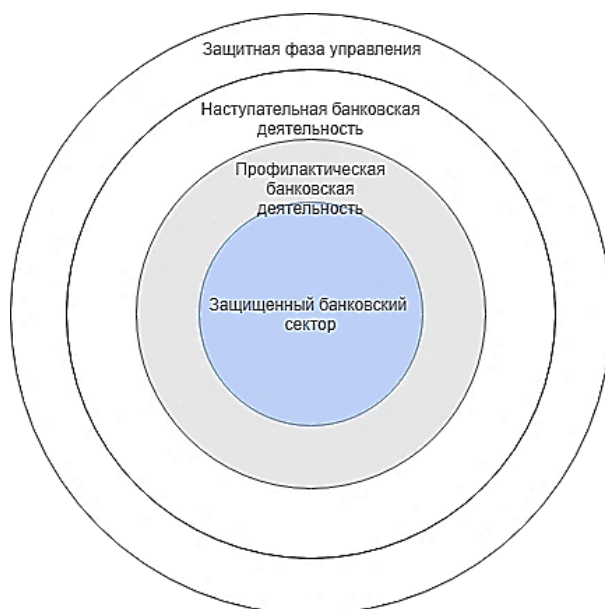 Защитная фаза управления
Наступательная банковская
деятельность
Профилактическая
банковская
деятельность
Защищенный банковский
сектор